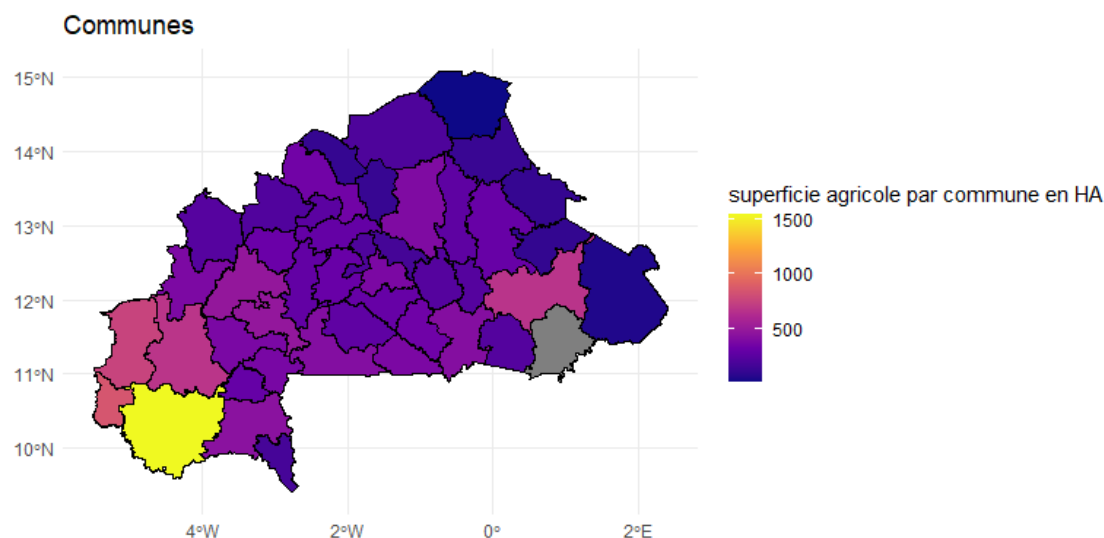 Communes
15°N
14°N
13°N
12°N
11°N
10°N
4°W
2°W
0°
2°E
superficie agricole par commune en HA
1500
1000
500